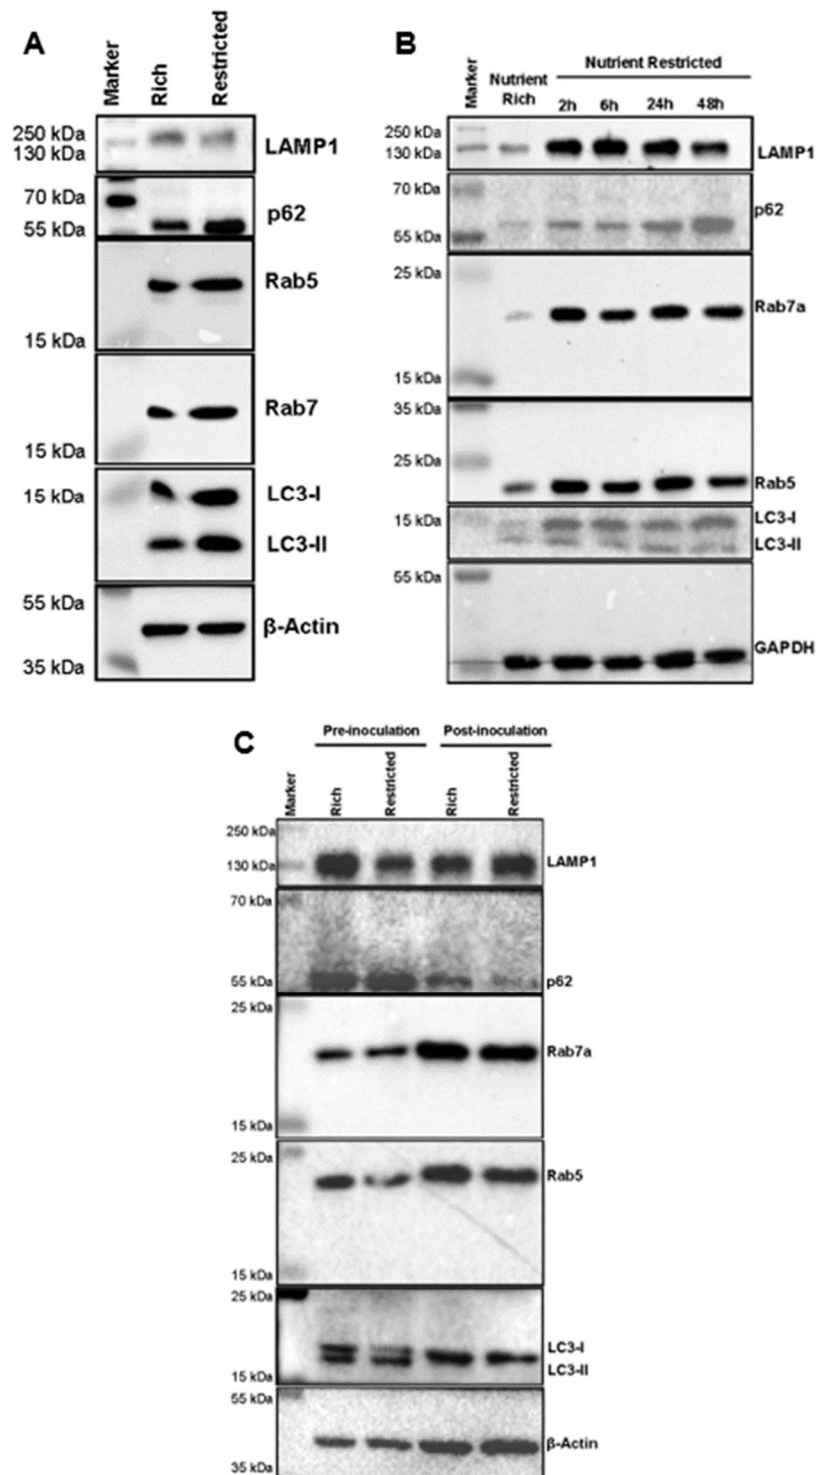 A
Marker
Rich
Restricted
250 kDa
130 kDa
LAMP1
70 kDa
55 kDa
p62
Rab5
15 kDa
Rab7
15 kDa
15 kDa
LC3-I
LC3-II
55 kDa
35 kDa
β-Actin
B
Marker
Nutrient
Rich
Nutrient Restricted
2h 6h 24h 48h
250 kDa
130 kDa
LAMP1
70 kDa
55 kDa
p62
25 kDa
Rab7a
15 kDa
35 kDa
25 kDa
Rab5
15 kDa
LC3-I
LC3-II
55 kDa
GAPDH
C
Pre-inoculation Post-inoculation
Marker
Rich
Restricted
Rich
Restricted
250 kDa
130 kDa
LAMP1
70 kDa
55 kDa
p62
25 kDa
Rab7a
15 kDa
25 kDa
Rab5
15 kDa
25 kDa
LC3-I
LC3-II
15 kDa
55 kDa
β-Actin
35 kDa